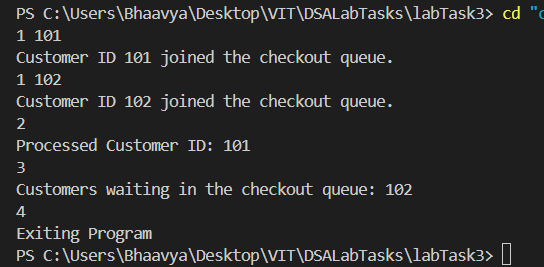 PS C:\Users\Bhaavya\Desktop\VIT\DSALabTasks\labTask3> cd "c
1 101
Customer ID 101 joined the checkout queue.
1 102
Customer ID 102 joined the checkout queue.
2
Processed Customer ID: 101
3
Customers waiting in the checkout queue: 102
4
Exiting Program
PS C:\Users\Bhaavya\Desktop\VIT\DSALabTasks\labTask3>